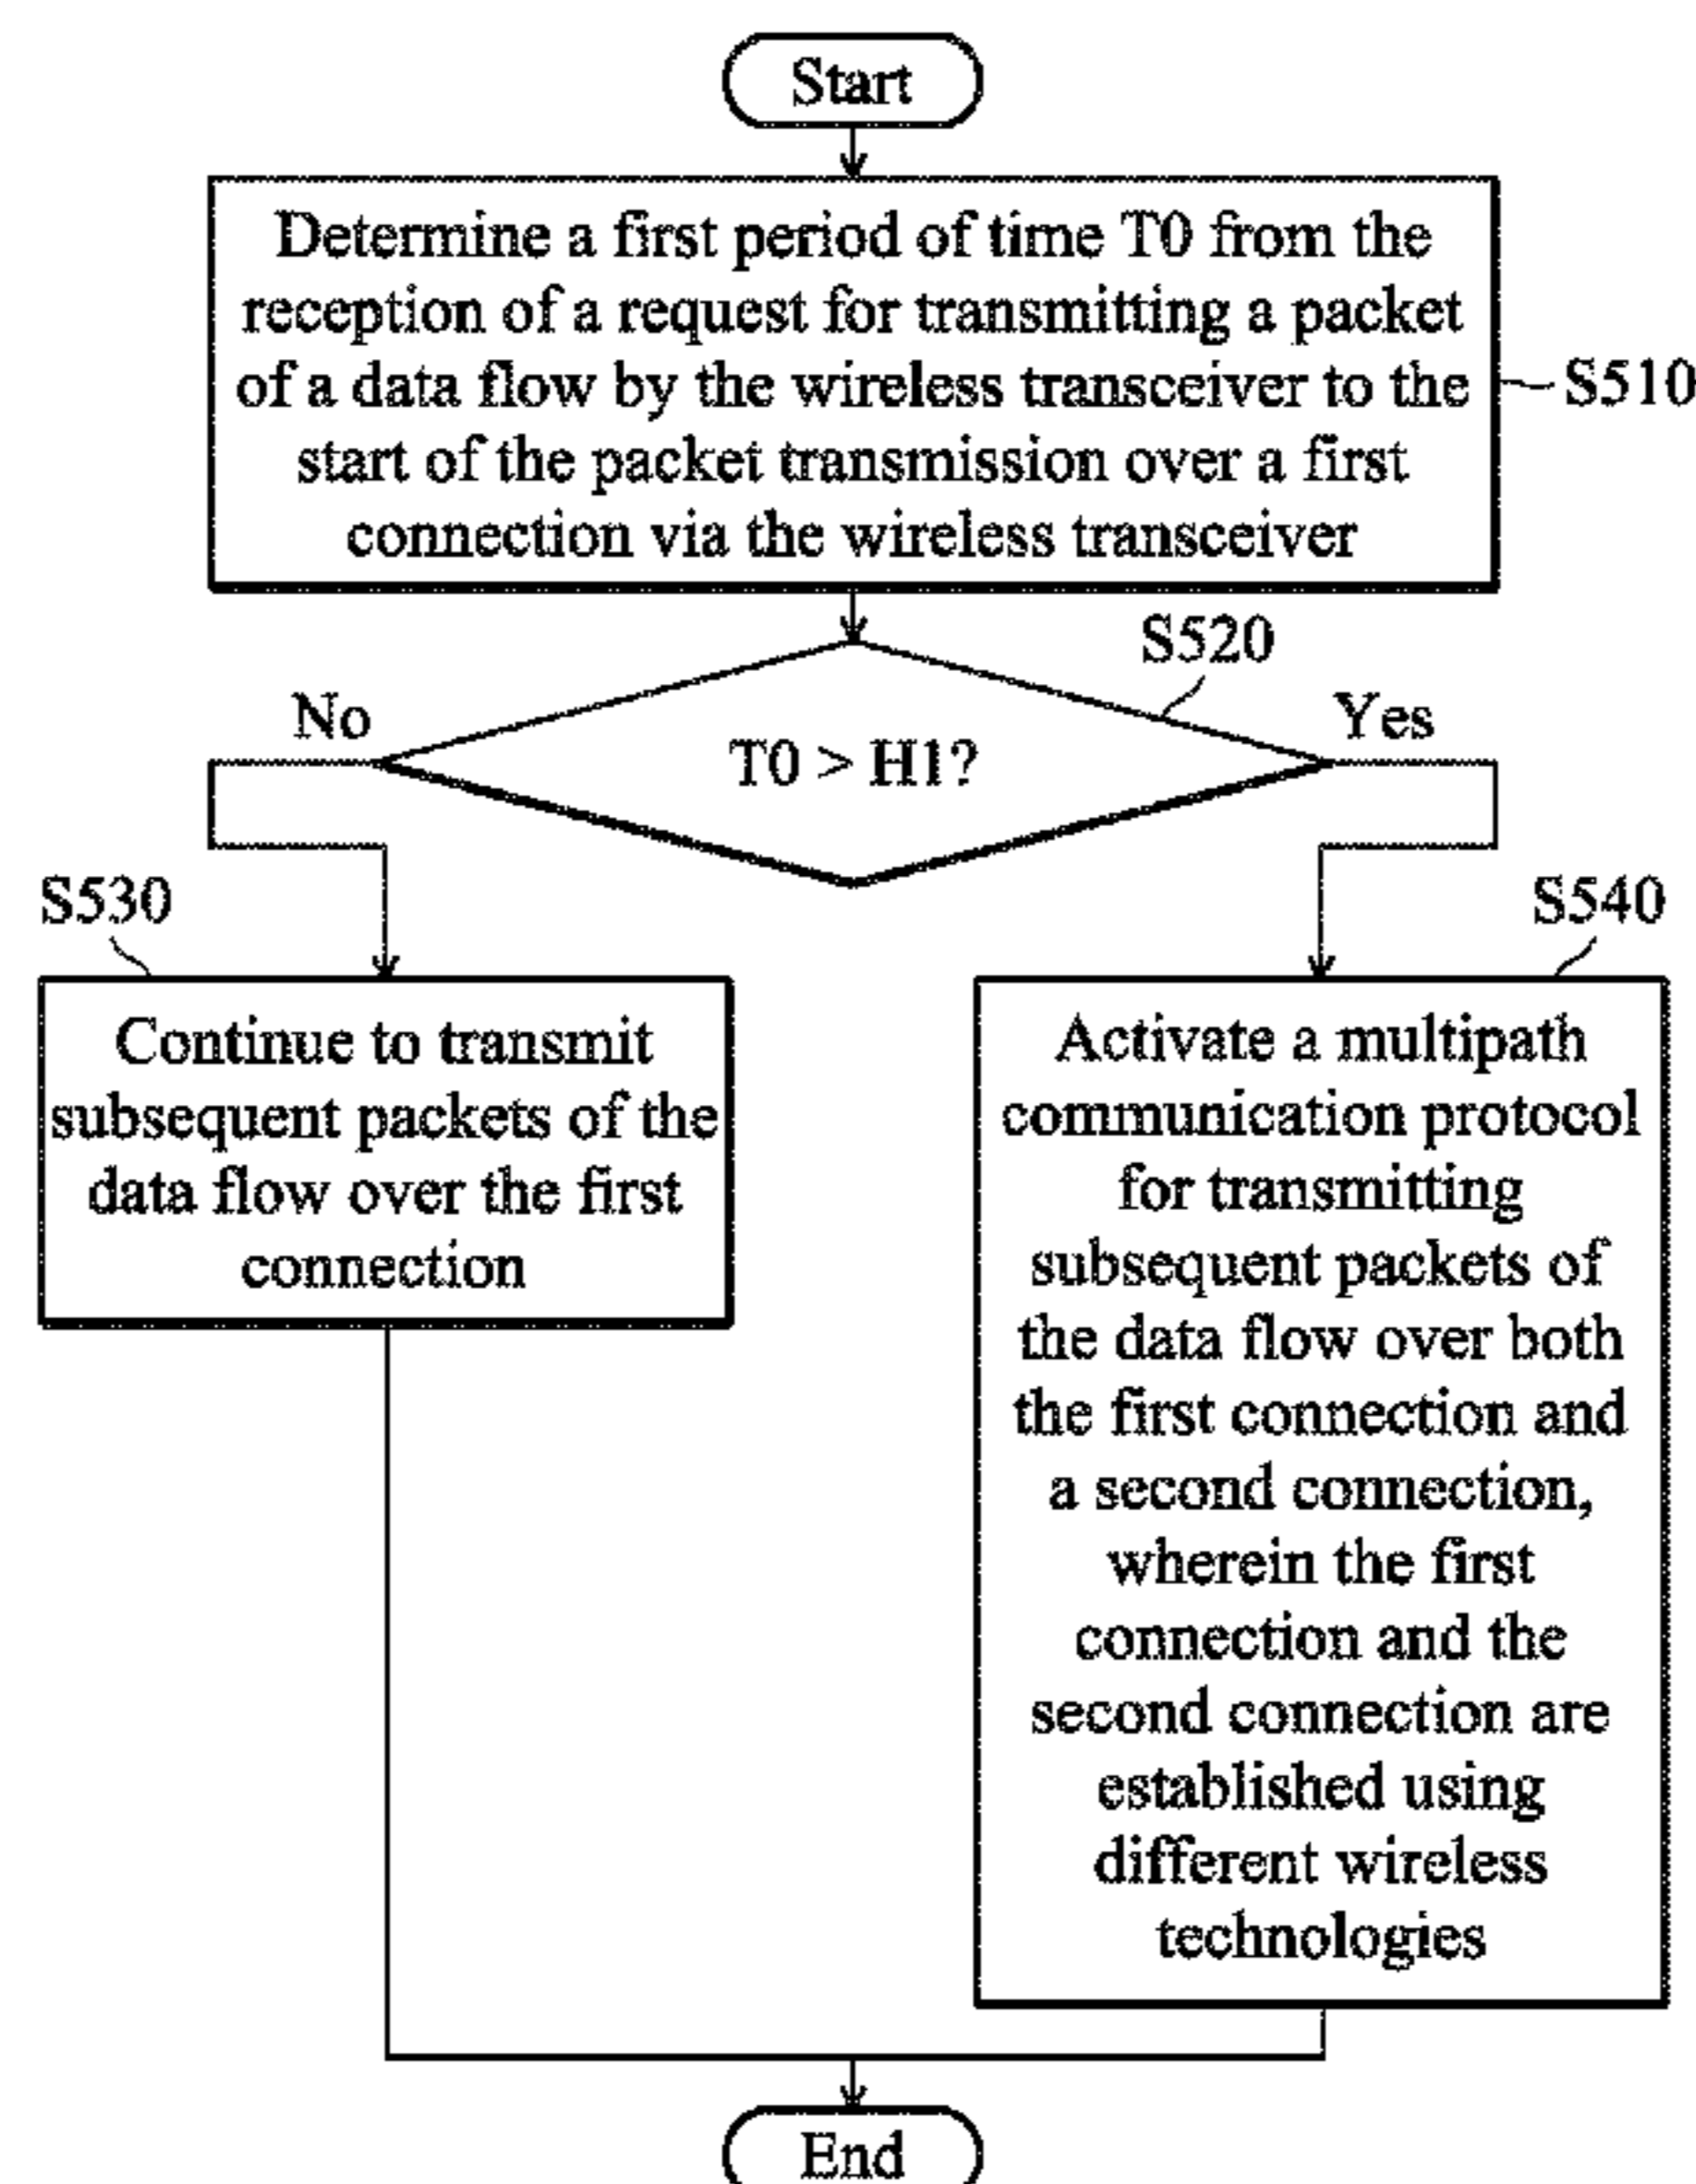 Start
Determine a first period of time T0 from the
reception of a request for transmitting a packet
of a data flow by the wireless transceiver to the
start of the packet transmission over a first
connection via the wireless transceiver
S510
S520
No
Yes
T0 > H1?
S530
Continue to transmit
subsequent packets of the
data flow over the first
connection
S540
Activate a multipath
communication protocol
for transmitting
subsequent packets of
the data flow over both
the first connection and
a second connection,
wherein the first
connection and the
second connection are
established using
different wireless
technologies
End